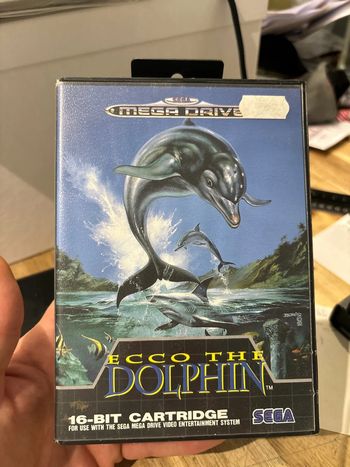 SEGA
MEGA DRIVE
ECCO THE
DOLPHIN™
16-BIT CARTRIDGE
FOR USE WITH THE SEGA MEGA DRIVE VIDEO ENTERTAINMENT SYSTEM
SEGA